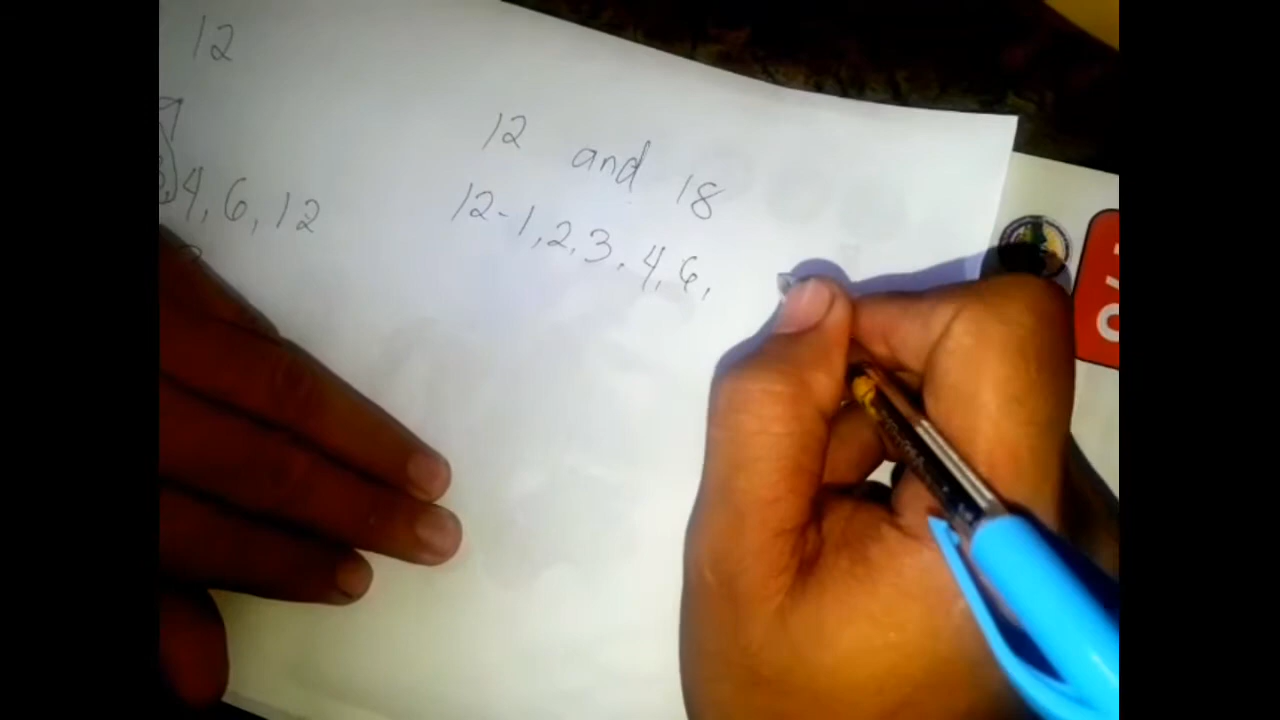 12
4, 6, 12
12 and 18
12 - 1, 2, 3, 4, 6,